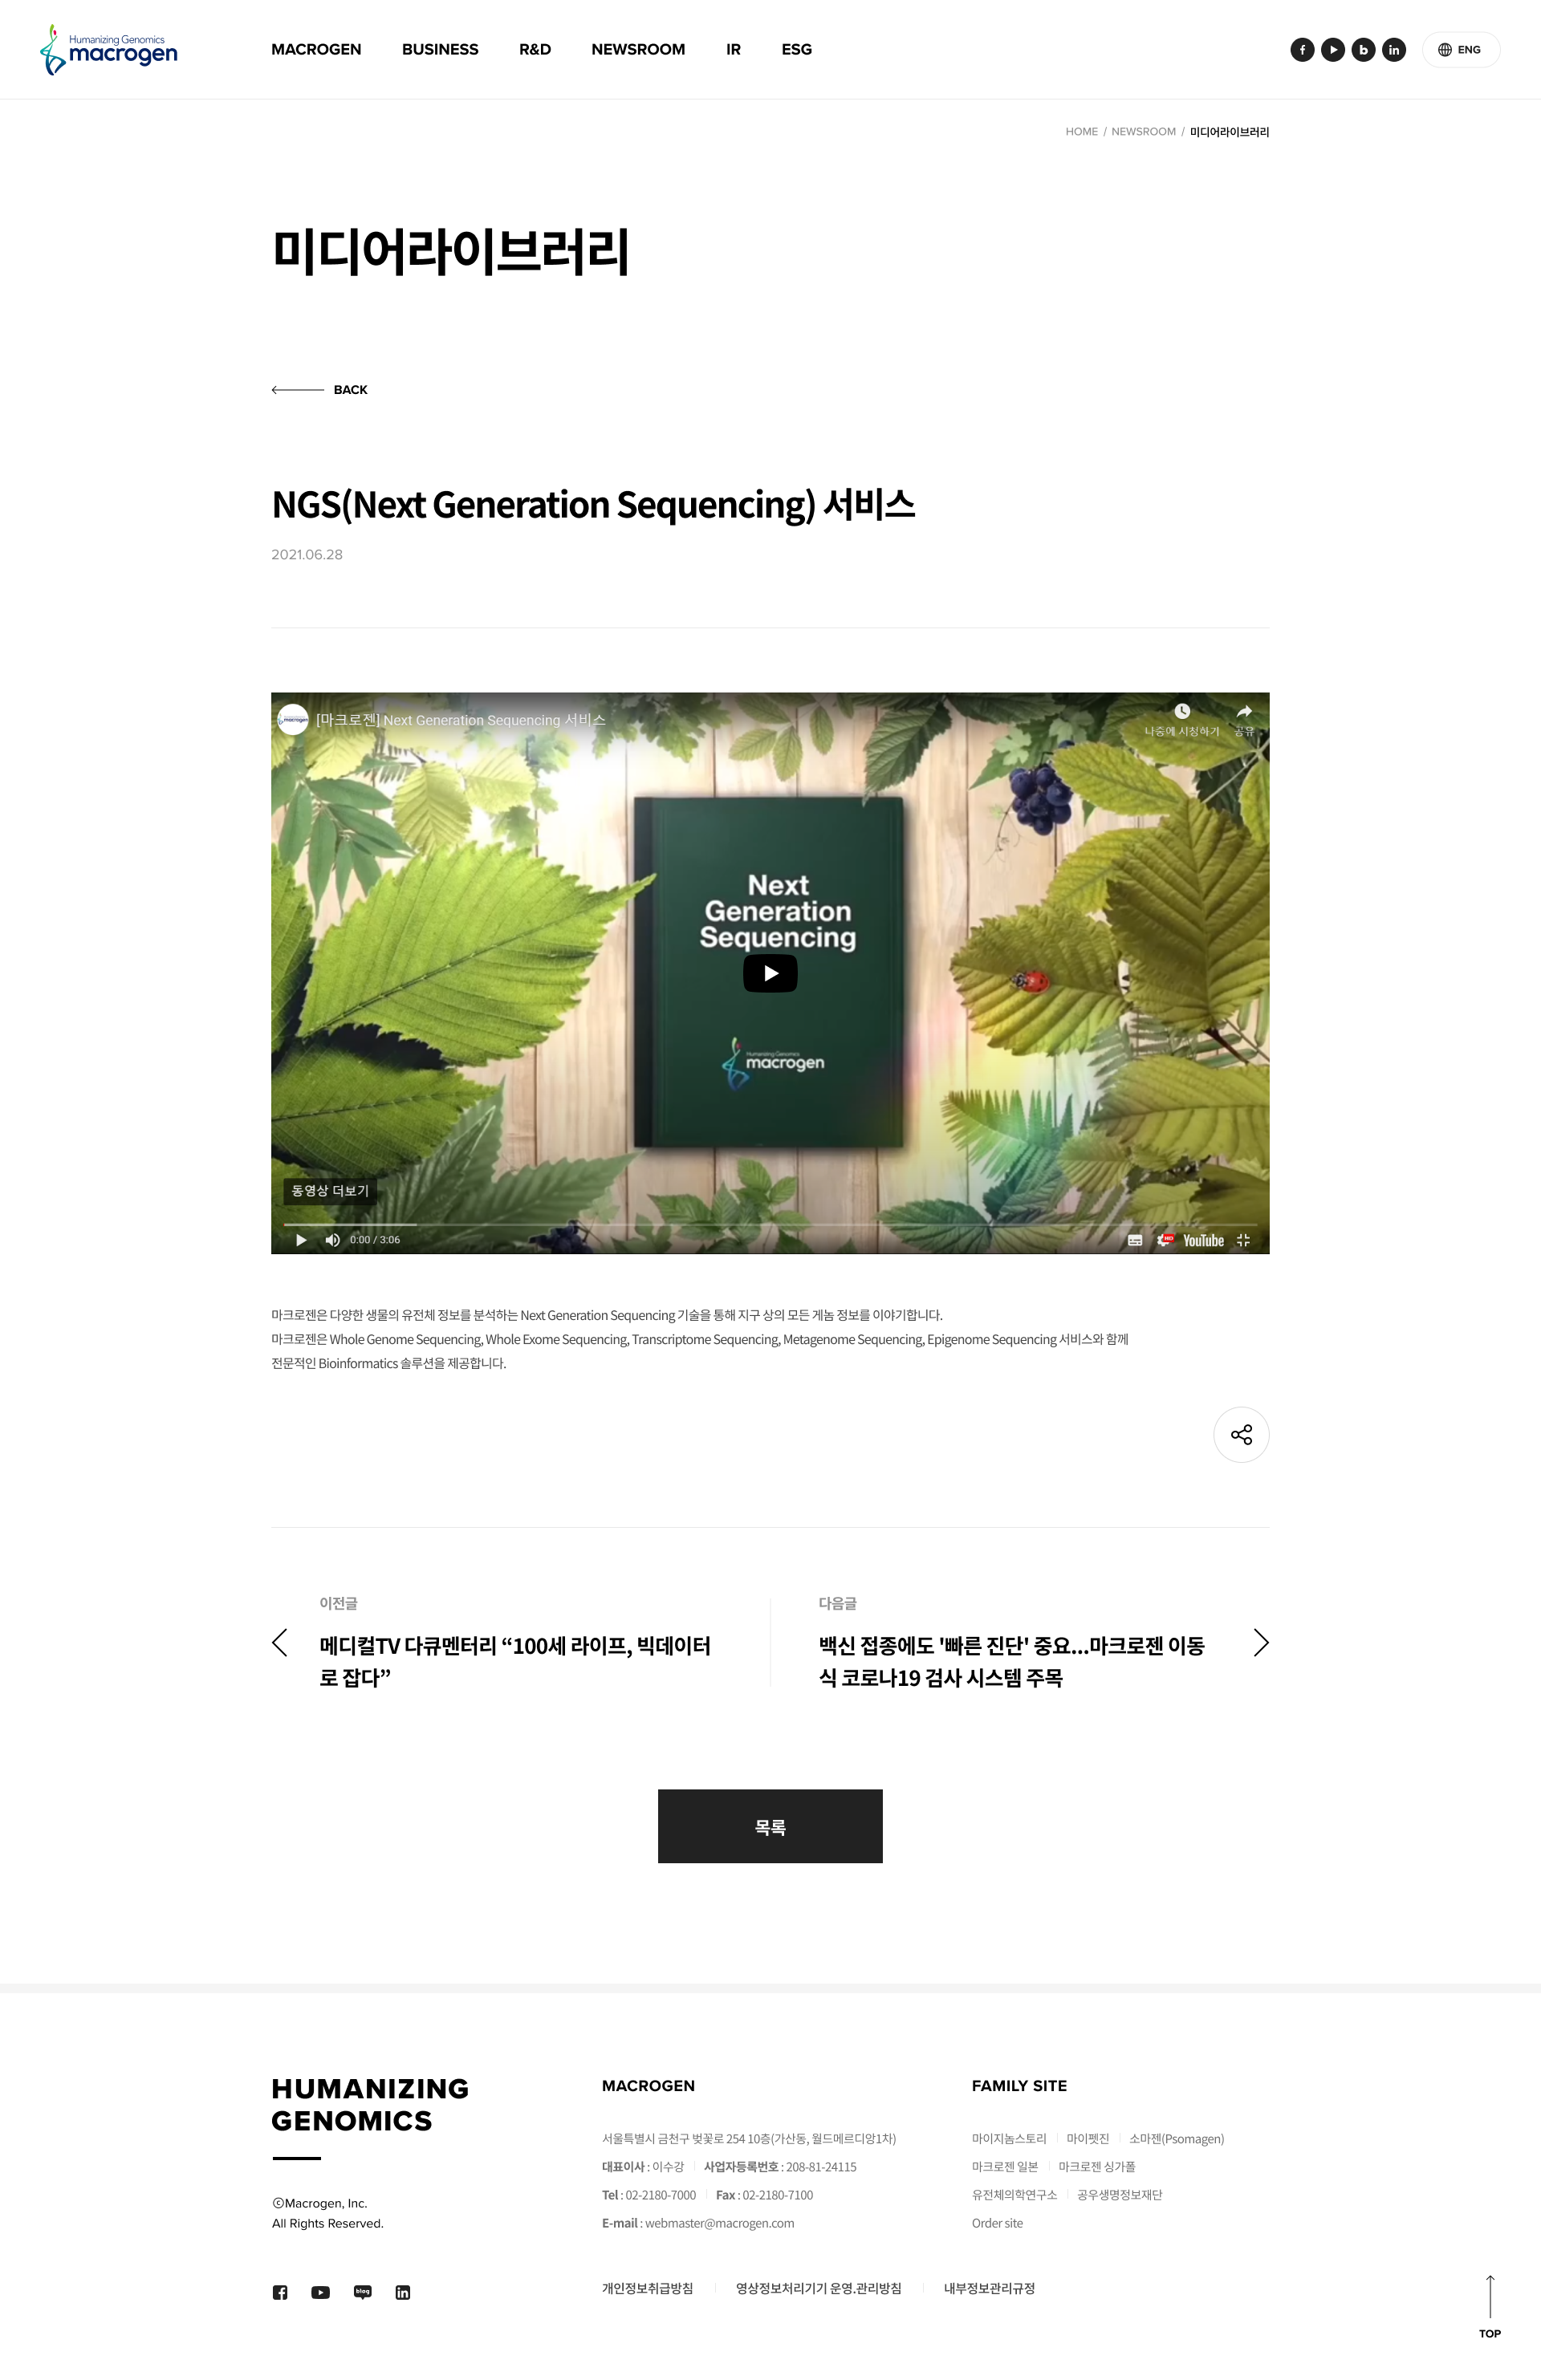 Humanizing Genomics
macrogen
MACROGEN BUSINESS R&D NEWSROOM IR ESG
ENG
HOME / NEWSROOM / 미디어라이브러리
미디어라이브러리
BACK
NGS(Next Generation Sequencing) 서비스
2021.06.28
[마크로젠] Next Generation Sequencing 서비스
나중에 시청하기 공유
Next
Generation
Sequencing
Humanizing Genomics
macrogen
동영상 더보기
0:00 / 3:06
HD
YouTube
마크로젠은 다양한 생물의 유전체 정보를 분석하는 Next Generation Sequencing 기술을 통해 지구 상의 모든 게놈 정보를 이야기합니다.
마크로젠은 Whole Genome Sequencing, Whole Exome Sequencing, Transcriptome Sequencing, Metagenome Sequencing, Epigenome Sequencing 서비스와 함께
전문적인 Bioinformatics 솔루션을 제공합니다.
이전글
메디컬TV 다큐멘터리 “100세 라이프, 빅데이터
로 잡다”
다음글
백신 접종에도 '빠른 진단' 중요...마크로젠 이동
식 코로나19 검사 시스템 주목
목록
HUMANIZING
GENOMICS
ⓒMacrogen, Inc.
All Rights Reserved.
blog
MACROGEN
서울특별시 금천구 벚꽃로 254 10층(가산동, 월드메르디앙1차)
대표이사 : 이수강 사업자등록번호 : 208-81-24115
Tel : 02-2180-7000 Fax : 02-2180-7100
E-mail : webmaster@macrogen.com
FAMILY SITE
마이지놈스토리 마이펫진 소마젠(Psomagen)
마크로젠 일본 마크로젠 싱가폴
유전체의학연구소 공우생명정보재단
Order site
개인정보취급방침 영상정보처리기기 운영.관리방침 내부정보관리규정
TOP